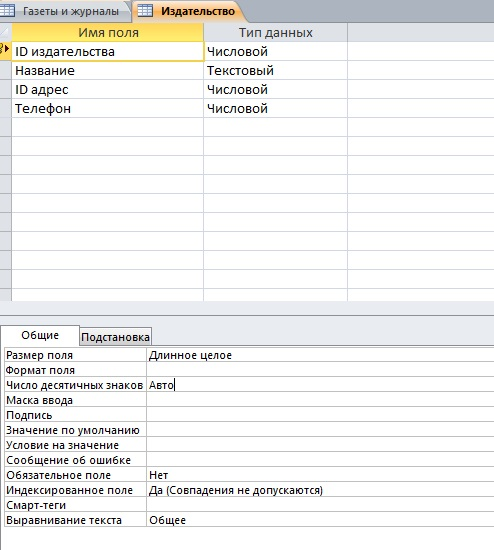 Газеты и журналы Издательство
Имя поля Тип данных
ID издательства Числовой
Название Текстовый
ID адрес Числовой
Телефон Числовой
Общие Подстановка
Размер поля Длинное целое
Формат поля
Число десятичных знаков Авто
Маска ввода
Подпись
Значение по умолчанию
Условие на значение
Сообщение об ошибке
Обязательное поле Нет
Индексированное поле Да (Совпадения не допускаются)
Смарт-теги
Выравнивание текста Общее